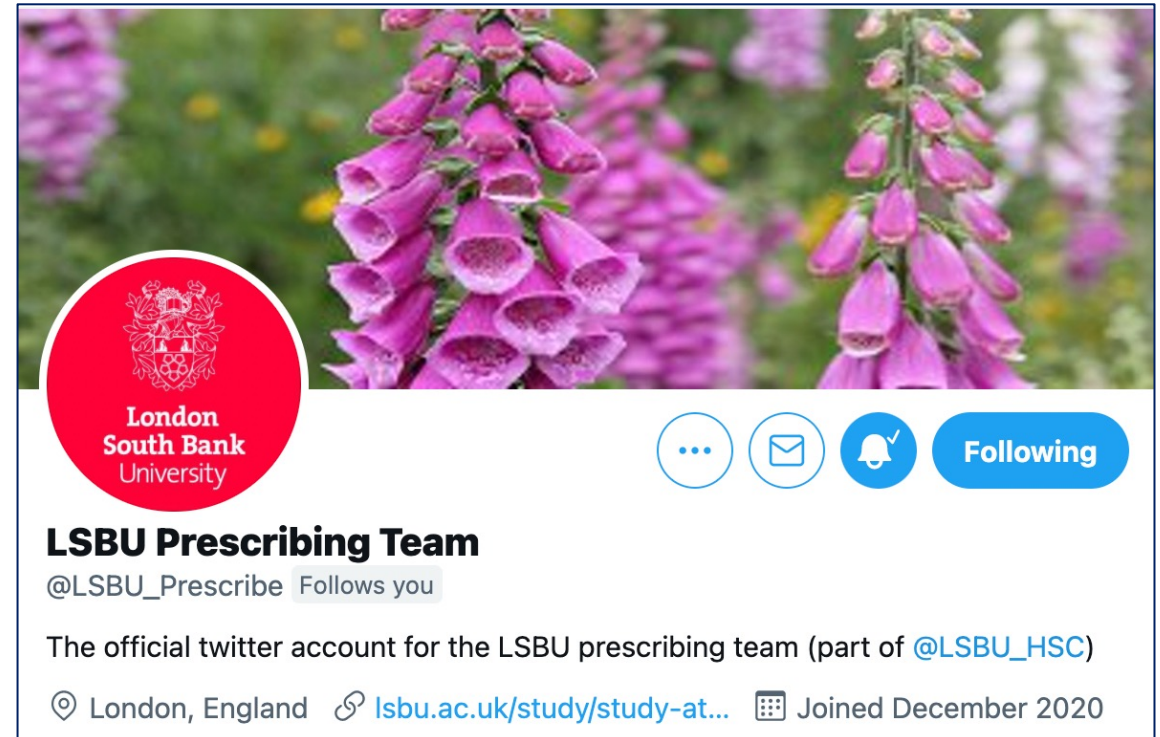 London
South Bank
University
Following
LSBU Prescribing Team
@LSBU_Prescribe Follows you
The official twitter account for the LSBU prescribing team (part of @LSBU_HSC)
London, England lsbu.ac.uk/study/study-at... Joined December 2020